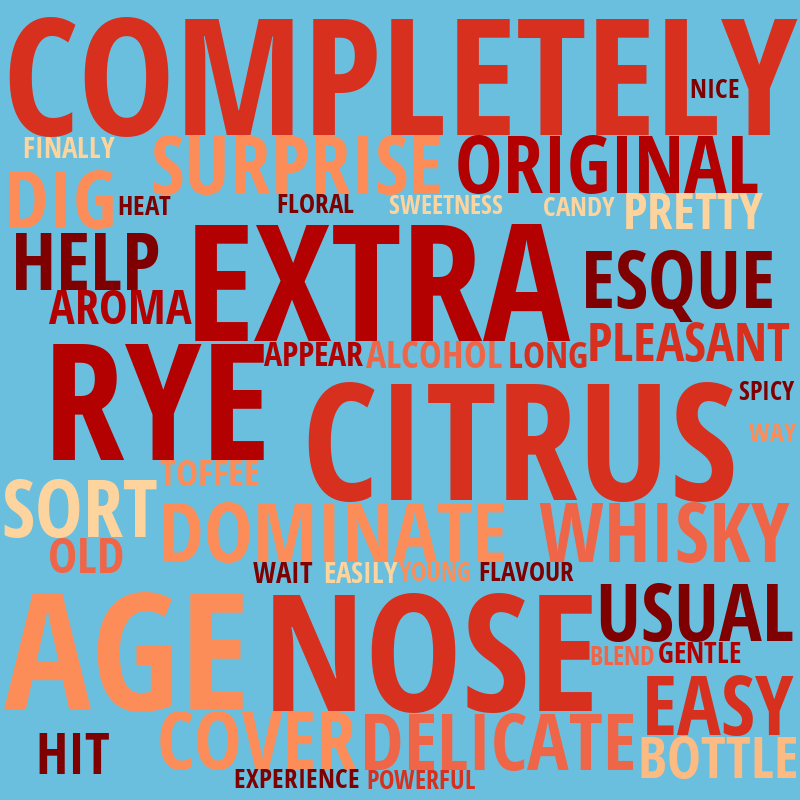 COMPLETELY
NICE
FINALLY
SURPRISE
ORIGINAL
DIG
HEAT
FLORAL
SWEETNESS
CANDY
PRETTY
HELP
EXTRA
ESQUE
AROMA
PLEASANT
RYE
APPEAR
ALCOHOL
LONG
CITRUS
SPICY
WAY
TOFFEE
SORT
DOMINATE
WHISKY
OLD
WAIT
EASILY
YOUNG
FLAVOUR
AGE
NOSE
USUAL
BLEND
GENTLE
EASY
COVER
DELICATE
HIT
BOTTLE
EXPERIENCE
POWERFUL